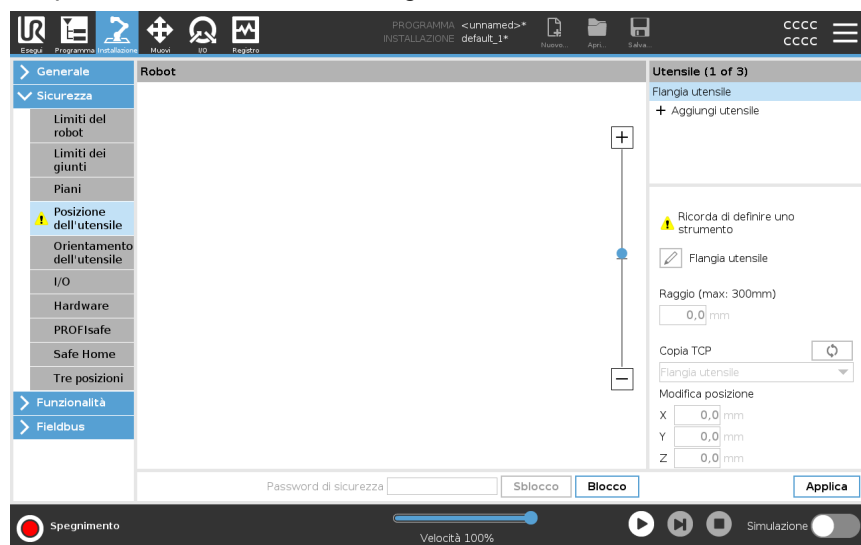 PROGRAMMA <unnamed>*
INSTALLAZIONE default_1*
Esegui
Programma
Installazione
Muovi
I/O
Registro
Nuovo...
Apri...
Salva...
cccc
cccc
Generale
Sicurezza
Limiti del
robot
Limiti dei
giunti
Piani
Posizione
dell'utensile
Orientamento
dell'utensile
I/O
Hardware
PROFIsafe
Safe Home
Tre posizioni
Funzionalità
Fieldbus
Robot
Utensile (1 of 3)
Flangia utensile
+ Aggiungi utensile
Ricorda di definire uno
strumento
Flangia utensile
Raggio (max: 300mm)
0,0 mm
Copia TCP
Flangia utensile
Modifica posizione
X 0,0 mm
Y 0,0 mm
Z 0,0 mm
Password di sicurezza
Sblocco
Blocco
Applica
Spegnimento
Velocità 100%
Simulazione